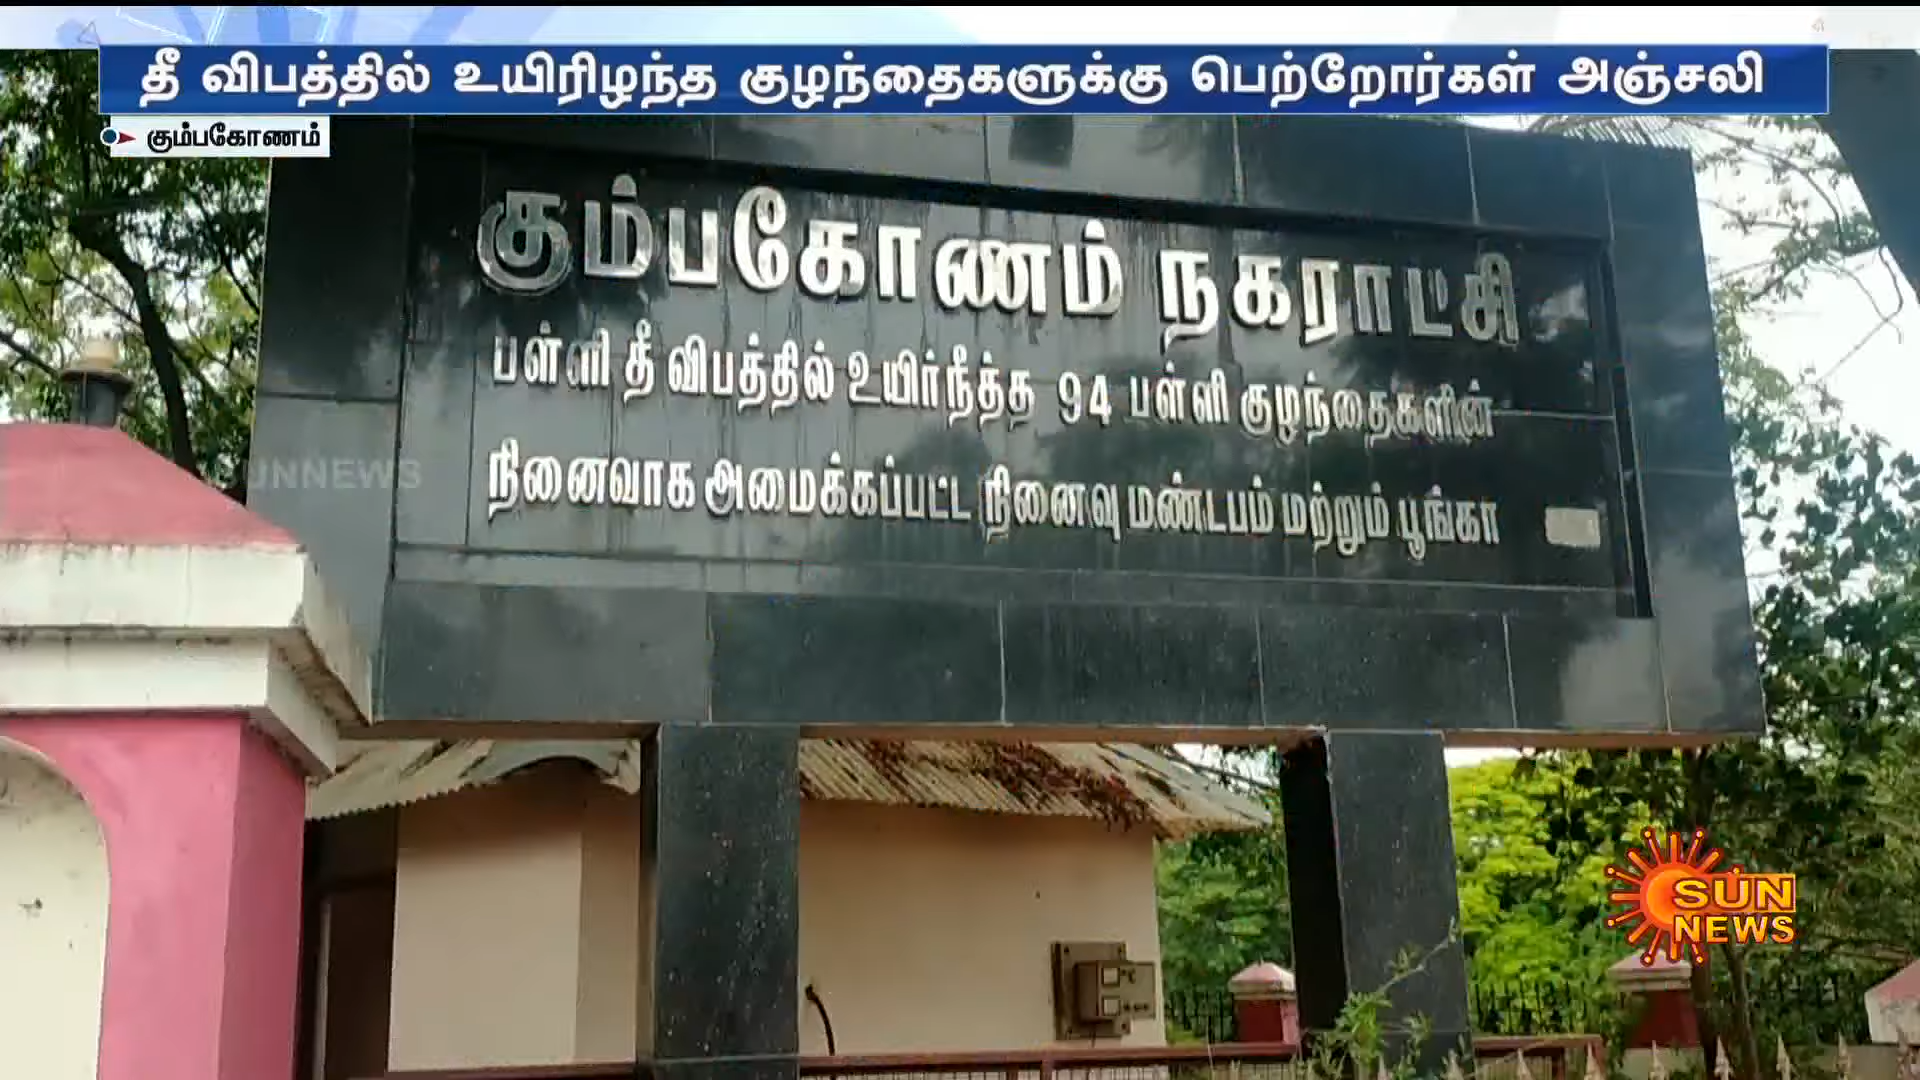 தீ விபத்தில் உயிரிழந்த குழந்தைகளுக்கு பெற்றோர்கள் அஞ்சலி
கும்பகோணம்
கும்பகோணம் நகராட்சி
பள்ளி தீ விபத்தில் உயிர்நீத்த 94 பள்ளி குழந்தைகளின்
நினைவாக அமைக்கப்பட்ட நினைவு மண்டபம் மற்றும் பூங்கா
SUNNEWS
SUN
NEWS